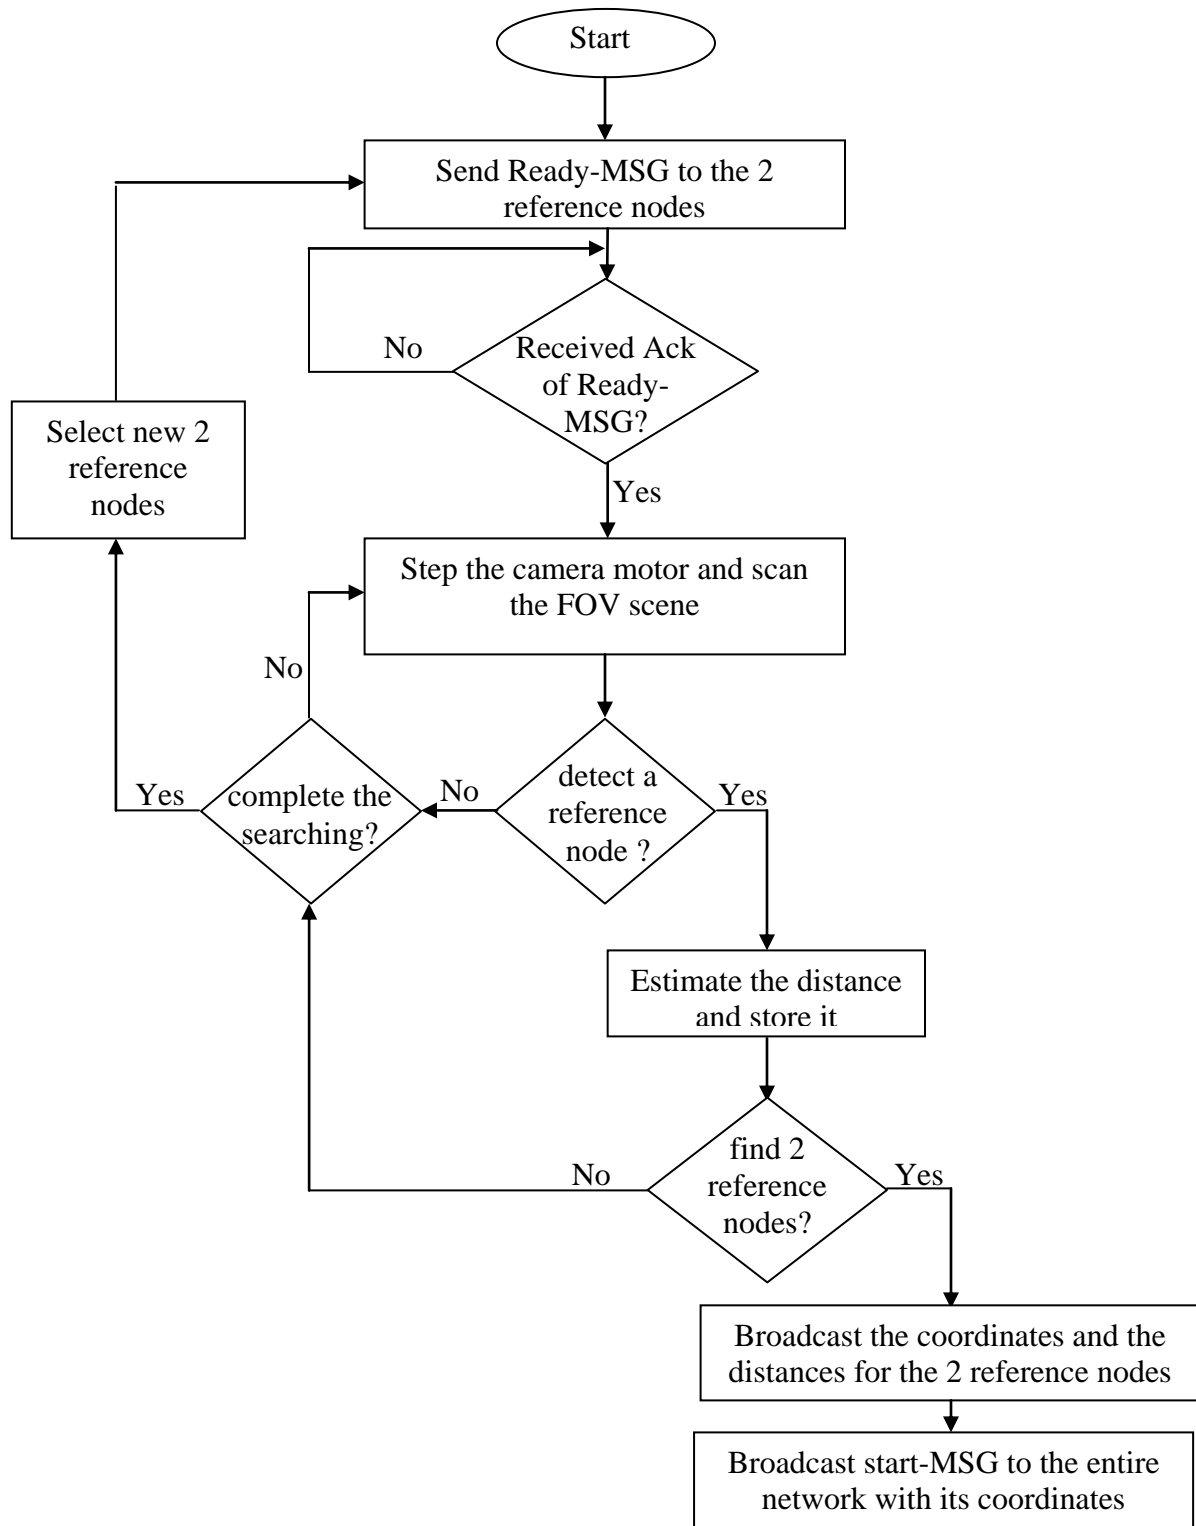 Start
Send Ready-MSG to the 2
reference nodes
No
Received Ack
of Ready-
MSG?
Select new 2
reference
nodes
Yes
Step the camera motor and scan
the FOV scene
No
Yes
complete the
searching?
No
detect a
reference
node ?
Yes
Estimate the distance
and store it
No
find 2
reference
nodes?
Yes
Broadcast the coordinates and the
distances for the 2 reference nodes
Broadcast start-MSG to the entire
network with its coordinates